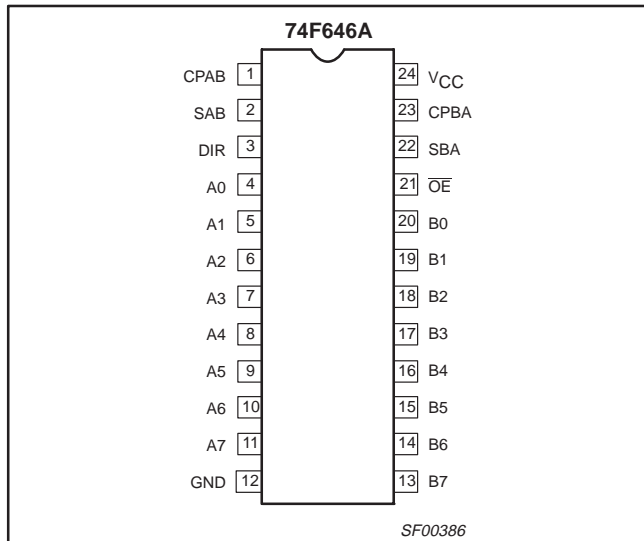 74F646A
CPAB 1 24 VCC
SAB 2 23 CPBA
DIR 3 22 SBA
A0 4 21 O̅E̅
A1 5 20 B0
A2 6 19 B1
A3 7 18 B2
A4 8 17 B3
A5 9 16 B4
A6 10 15 B5
A7 11 14 B6
GND 12 13 B7
SF00386